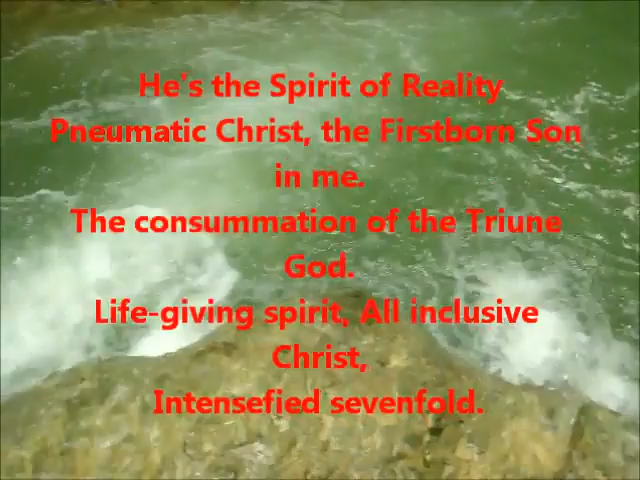 He's the Spirit of Reality
Pneumatic Christ, the Firstborn Son
in me.
The consummation of the Triune
God.
Life-giving spirit, All inclusive
Christ,
Intensefied sevenfold.